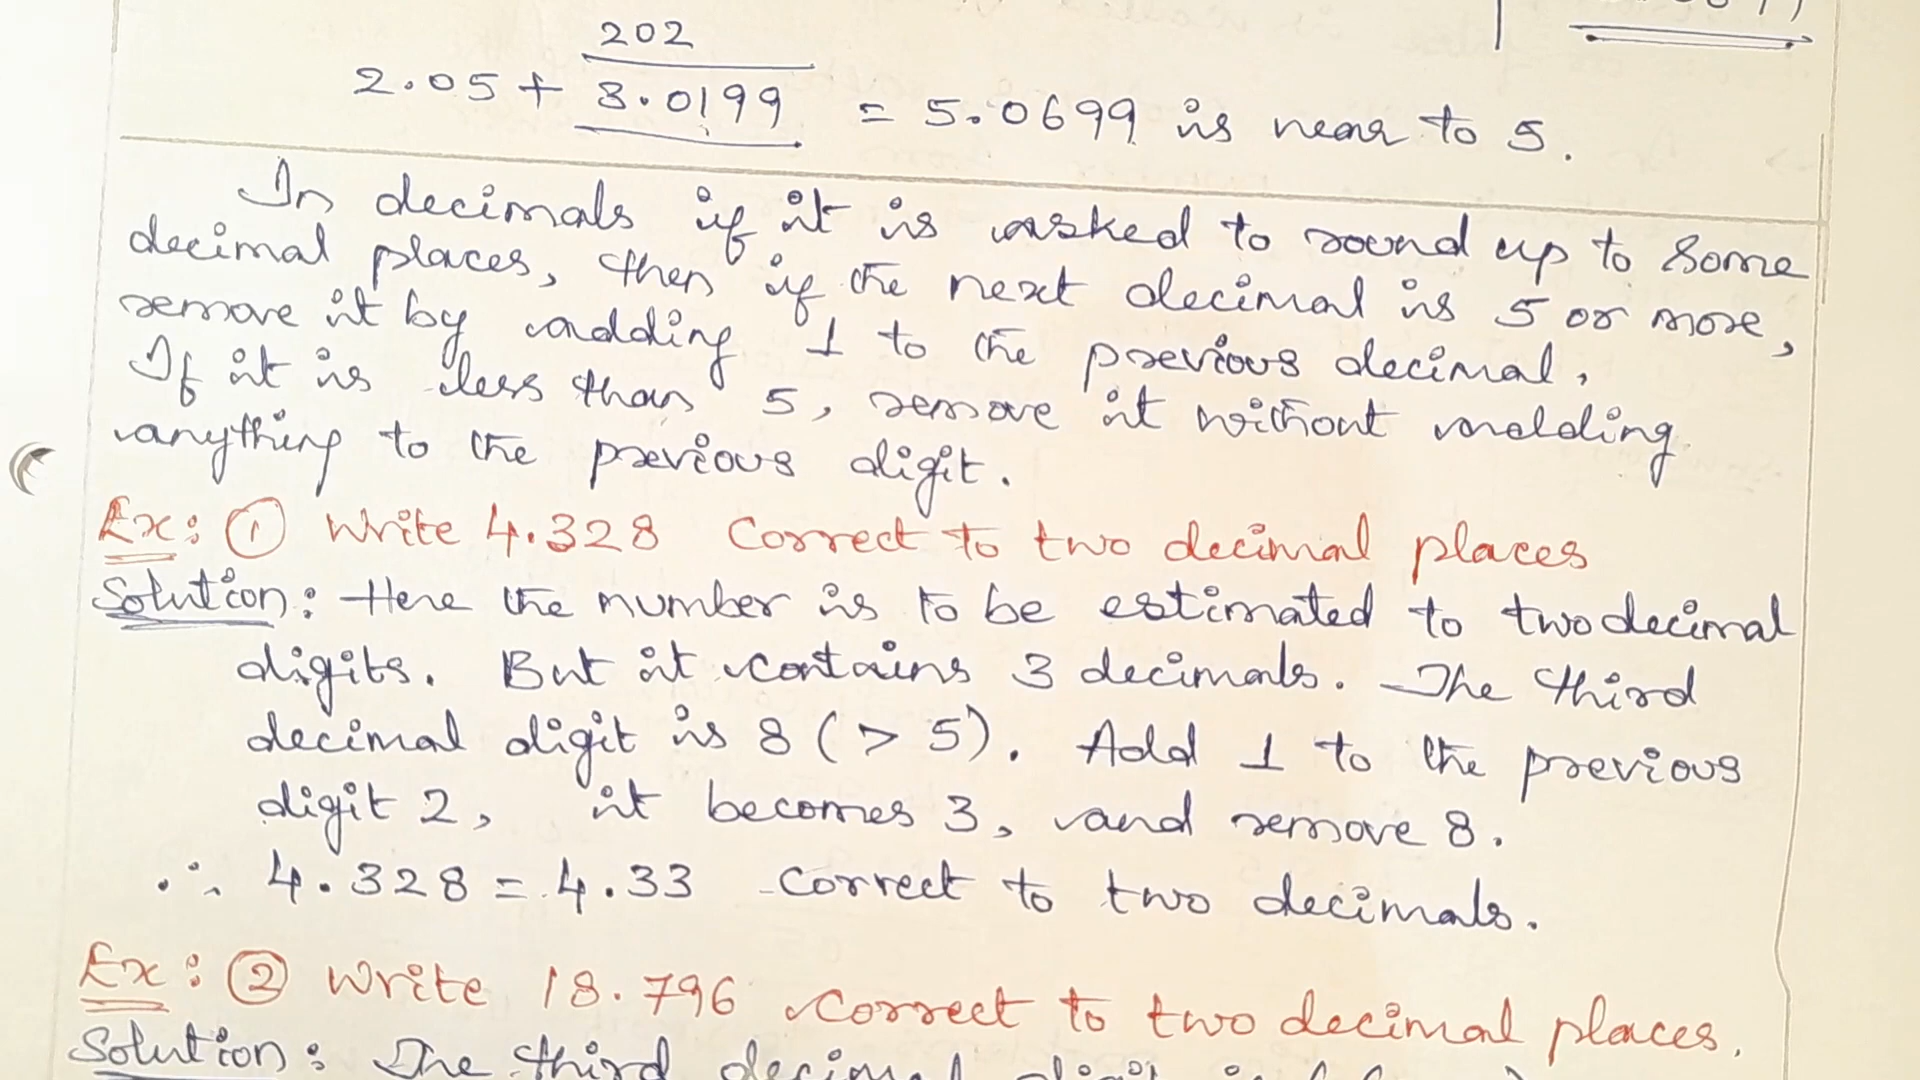 202
2.05 + 3.0199 = 5.0699 is near to 5.
In decimals if it is asked to round up to some
decimal places, then if the next decimal is 5 or more,
remove it by adding 1 to the previous decimal.
If it is less than 5, remove it without adding
anything to the previous digit.
Ex: ① Write 4.328 correct to two decimal places
Solution: Here the number is to be estimated to two decimal
digits. But it contains 3 decimals. The third
decimal digit is 8 (> 5). Add 1 to the previous
digit 2, it becomes 3, and remove 8.
∴ 4.328 = 4.33 correct to two decimals.
Ex: ② Write 18.796 correct to two decimal places.
Solution: The third decimal digit is